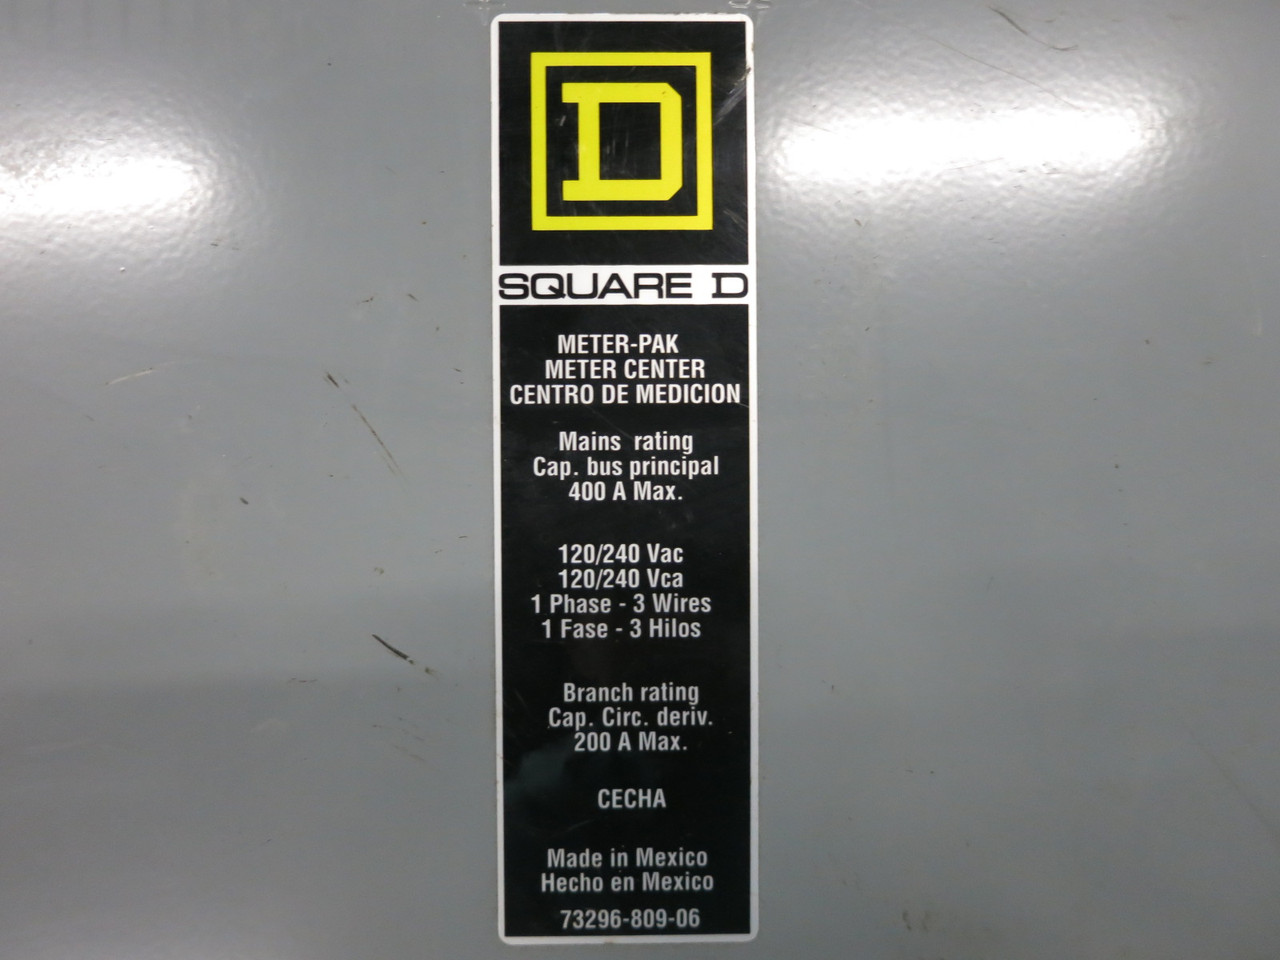 D
SQUARE D
METER-PAK
METER CENTER
CENTRO DE MEDICION
Mains rating
Cap. bus principal
400 A Max.
120/240 Vac
120/240 Vca
1 Phase - 3 Wires
1 Fase - 3 Hilos
Branch rating
Cap. Circ. deriv.
200 A Max.
CECHA
Made in Mexico
Hecho en Mexico
73296-809-06